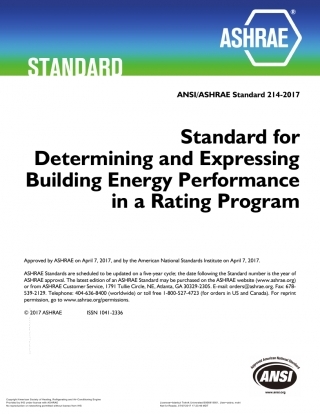 ASHRAE
STANDARD
ANSI/ASHRAE Standard 214-2017
Standard for
Determining and Expressing
Building Energy Performance
in a Rating Program
Approved by ASHRAE on April 7, 2017, and by the American National Standards Institute on April 7, 2017.
ASHRAE Standards are scheduled to be updated on a five-year cycle; the date following the Standard number is the year of
ASHRAE approval. The latest edition of an ASHRAE Standard may be purchased on the ASHRAE website (www.ashrae.org)
or from ASHRAE Customer Service, 1791 Tullie Circle, NE, Atlanta, GA 30329-2305. E-mail: orders@ashrae.org. Fax: 678-
539-2129. Telephone: 404-636-8400 (worldwide) or toll free 1-800-527-4723 (for orders in US and Canada). For reprint
permission, go to www.ashrae.org/permissions.
© 2017 ASHRAE ISSN 1041-2336
ANSI
www.ansi.org